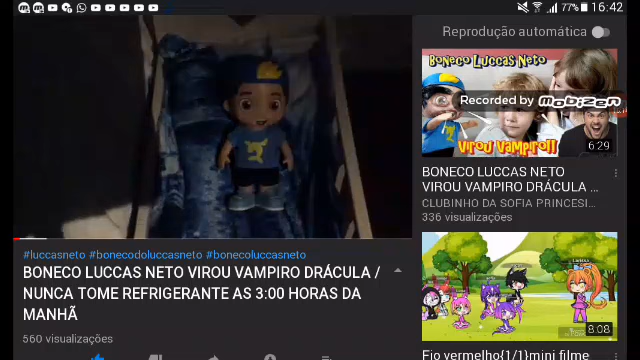 77% 16:42
Reprodução automática
BONECO LUCCAS NETO
Recorded by MOBIZEN
VIROU VAMPIRO!!
6:29
BONECO LUCCAS NETO
VIROU VAMPIRO DRÁCULA ...
CLUBINHO DA SOFIA PRINCESI...
336 visualizações
#luccasneto #bonecodoluccasneto #bonecoluccasneto
BONECO LUCCAS NETO VIROU VAMPIRO DRÁCULA /
NUNCA TOME REFRIGERANTE AS 3:00 HORAS DA
MANHÃ
560 visualizações
8:08
Fio vermelho{1/1}mini filme